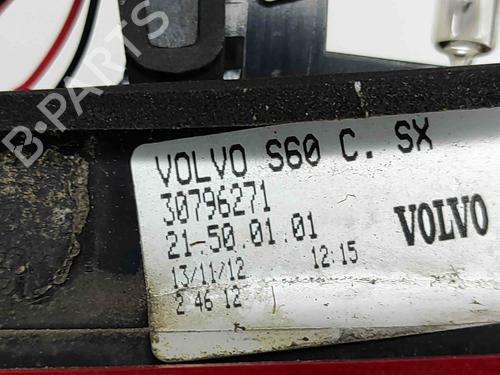 B-PARTS
VOLVO S60 C. SX
30796271
21.50.01.01
VOLVO
13/11/12 12:15
2 46 12